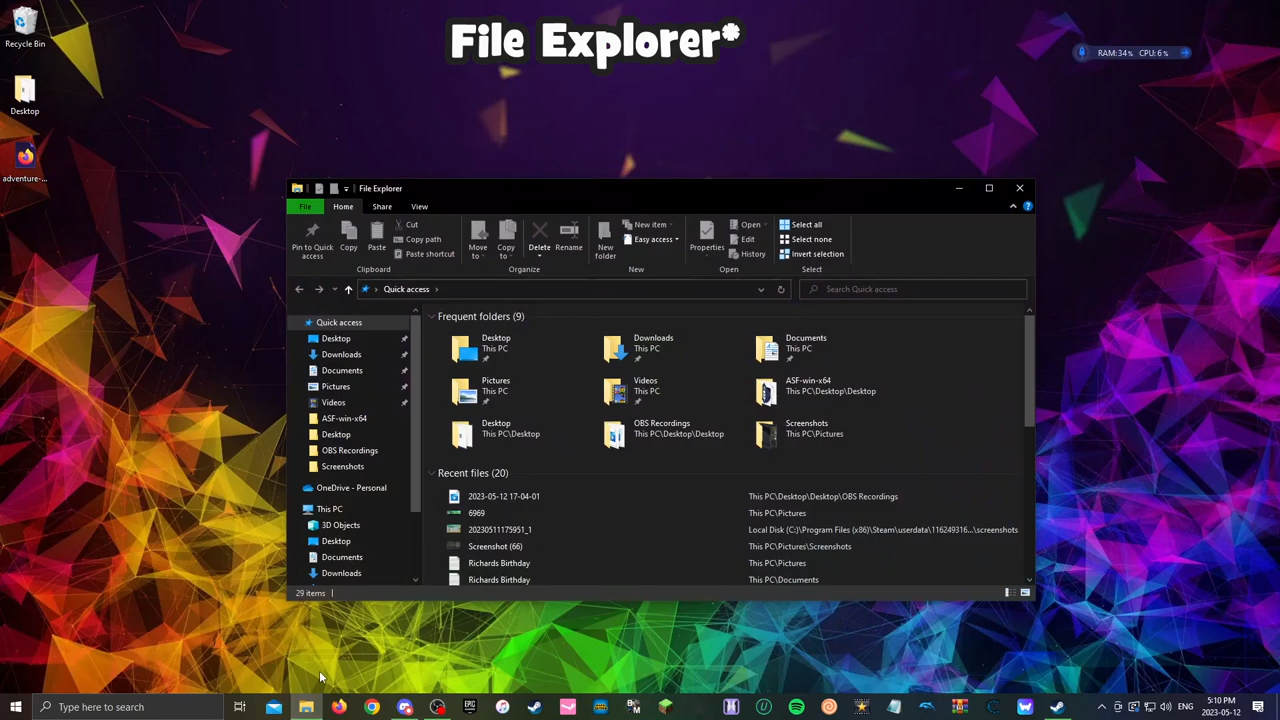 Recycle Bin
Desktop
adventure-...
File Explorer*
RAM:34% CPU: 6%
File Explorer
File
Home
Share
View
Pin to Quick
access
Copy
Paste
Cut
Copy path
Paste shortcut
Clipboard
Move
to
Copy
to
Delete
Rename
Organize
New
folder
New item
Easy access
New
Properties
Open
Edit
History
Open
Select all
Select none
Invert selection
Select
Quick access
Search Quick access
Quick access
Desktop
Downloads
Documents
Pictures
Videos
ASF-win-x64
Desktop
OBS Recordings
Screenshots
OneDrive - Personal
This PC
3D Objects
Desktop
Documents
Downloads
Frequent folders (9)
Desktop
This PC
Downloads
This PC
Documents
This PC
Pictures
This PC
Videos
This PC
ASF-win-x64
This PC\Desktop\Desktop
Desktop
This PC\Desktop
OBS Recordings
This PC\Desktop\Desktop
Screenshots
This PC\Pictures
Recent files (20)
2023-05-12 17-04-01 This PC\Desktop\Desktop\OBS Recordings
6969 This PC\Pictures
20230511175951_1 Local Disk (C:)\Program Files (x86)\Steam\userdata\116249316...\screenshots
Screenshot (66) This PC\Pictures\Screenshots
Richards Birthday This PC\Pictures
Richards Birthday This PC\Documents
29 items
Type here to search
EPIC
ENG
5:10 PM
2023-05-12